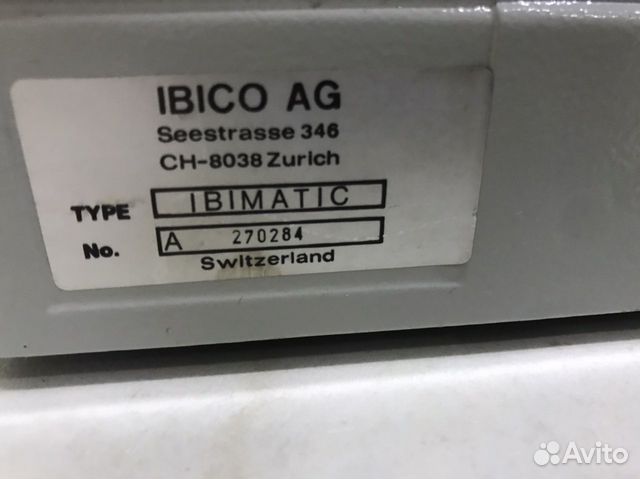 IBICO AG
Seestrasse 346
CH-8038 Zurich
TYPE IBIMATIC
No. A 270284
Switzerland
Avito